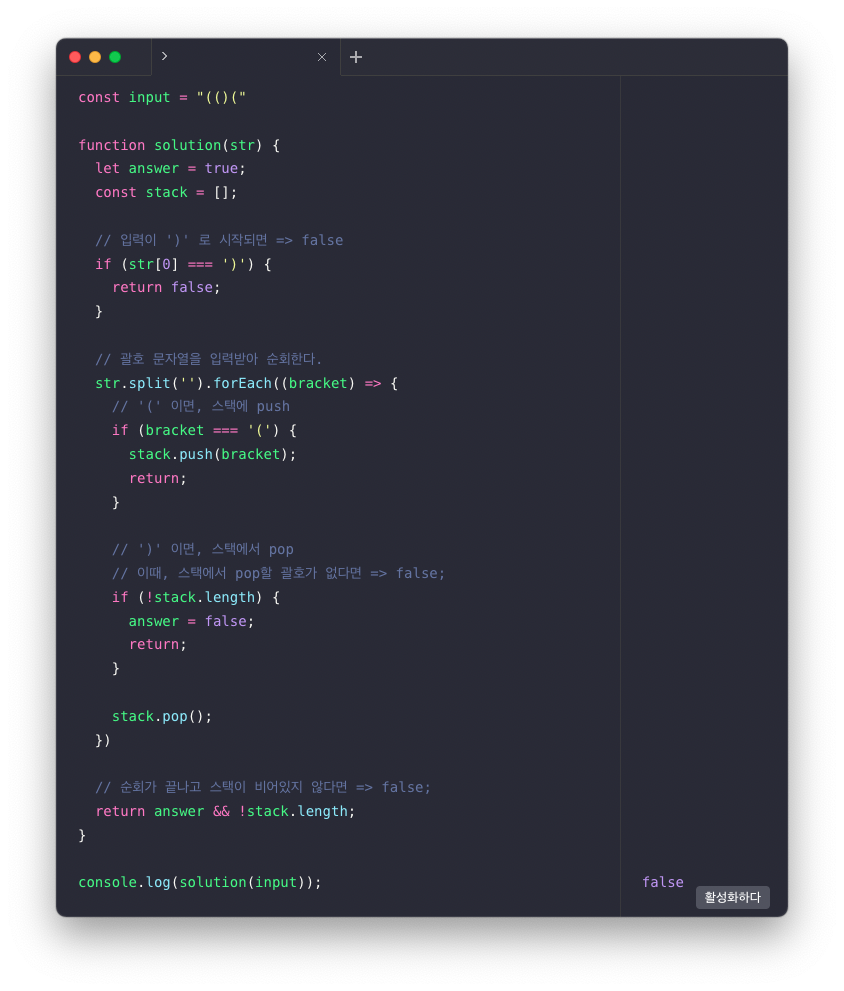 const input = "(()("
function solution(str) {
let answer = true;
const stack = [];
// 입력이 ')' 로 시작되면 => false
if (str[0] === ')') {
return false;
}
// 괄호 문자열을 입력받아 순회한다.
str.split('').forEach((bracket) => {
// '(' 이면, 스택에 push
if (bracket === '(') {
stack.push(bracket);
return;
}
// ')' 이면, 스택에서 pop
// 이때, 스택에서 pop할 괄호가 없다면 => false;
if (!stack.length) {
answer = false;
return;
}
stack.pop();
})
// 순회가 끝나고 스택이 비어있지 않다면 => false;
return answer && !stack.length;
}
console.log(solution(input));
false
활성화하다